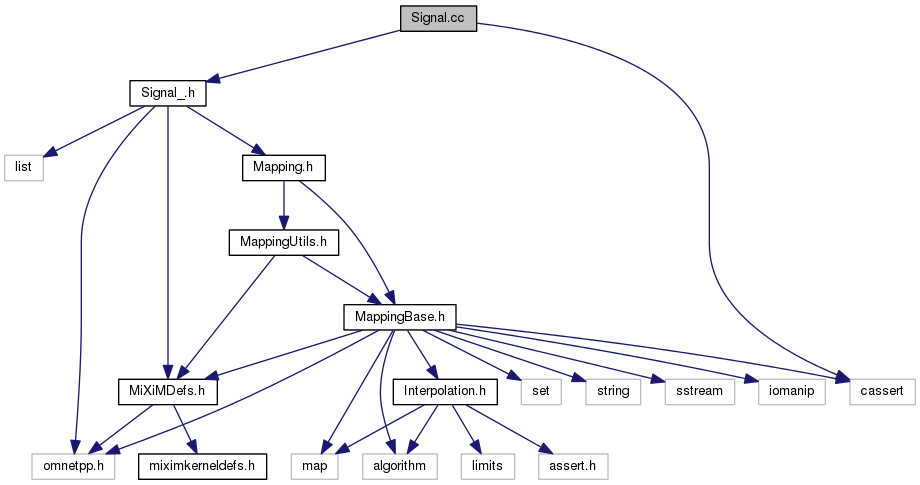 Signal.cc
Signal_.h
list
Mapping.h
MappingUtils.h
MappingBase.h
MiXiMDefs.h
Interpolation.h
set
string
sstream
iomanip
cassert
omnetpp.h
miximkerneldefs.h
map
algorithm
limits
assert.h